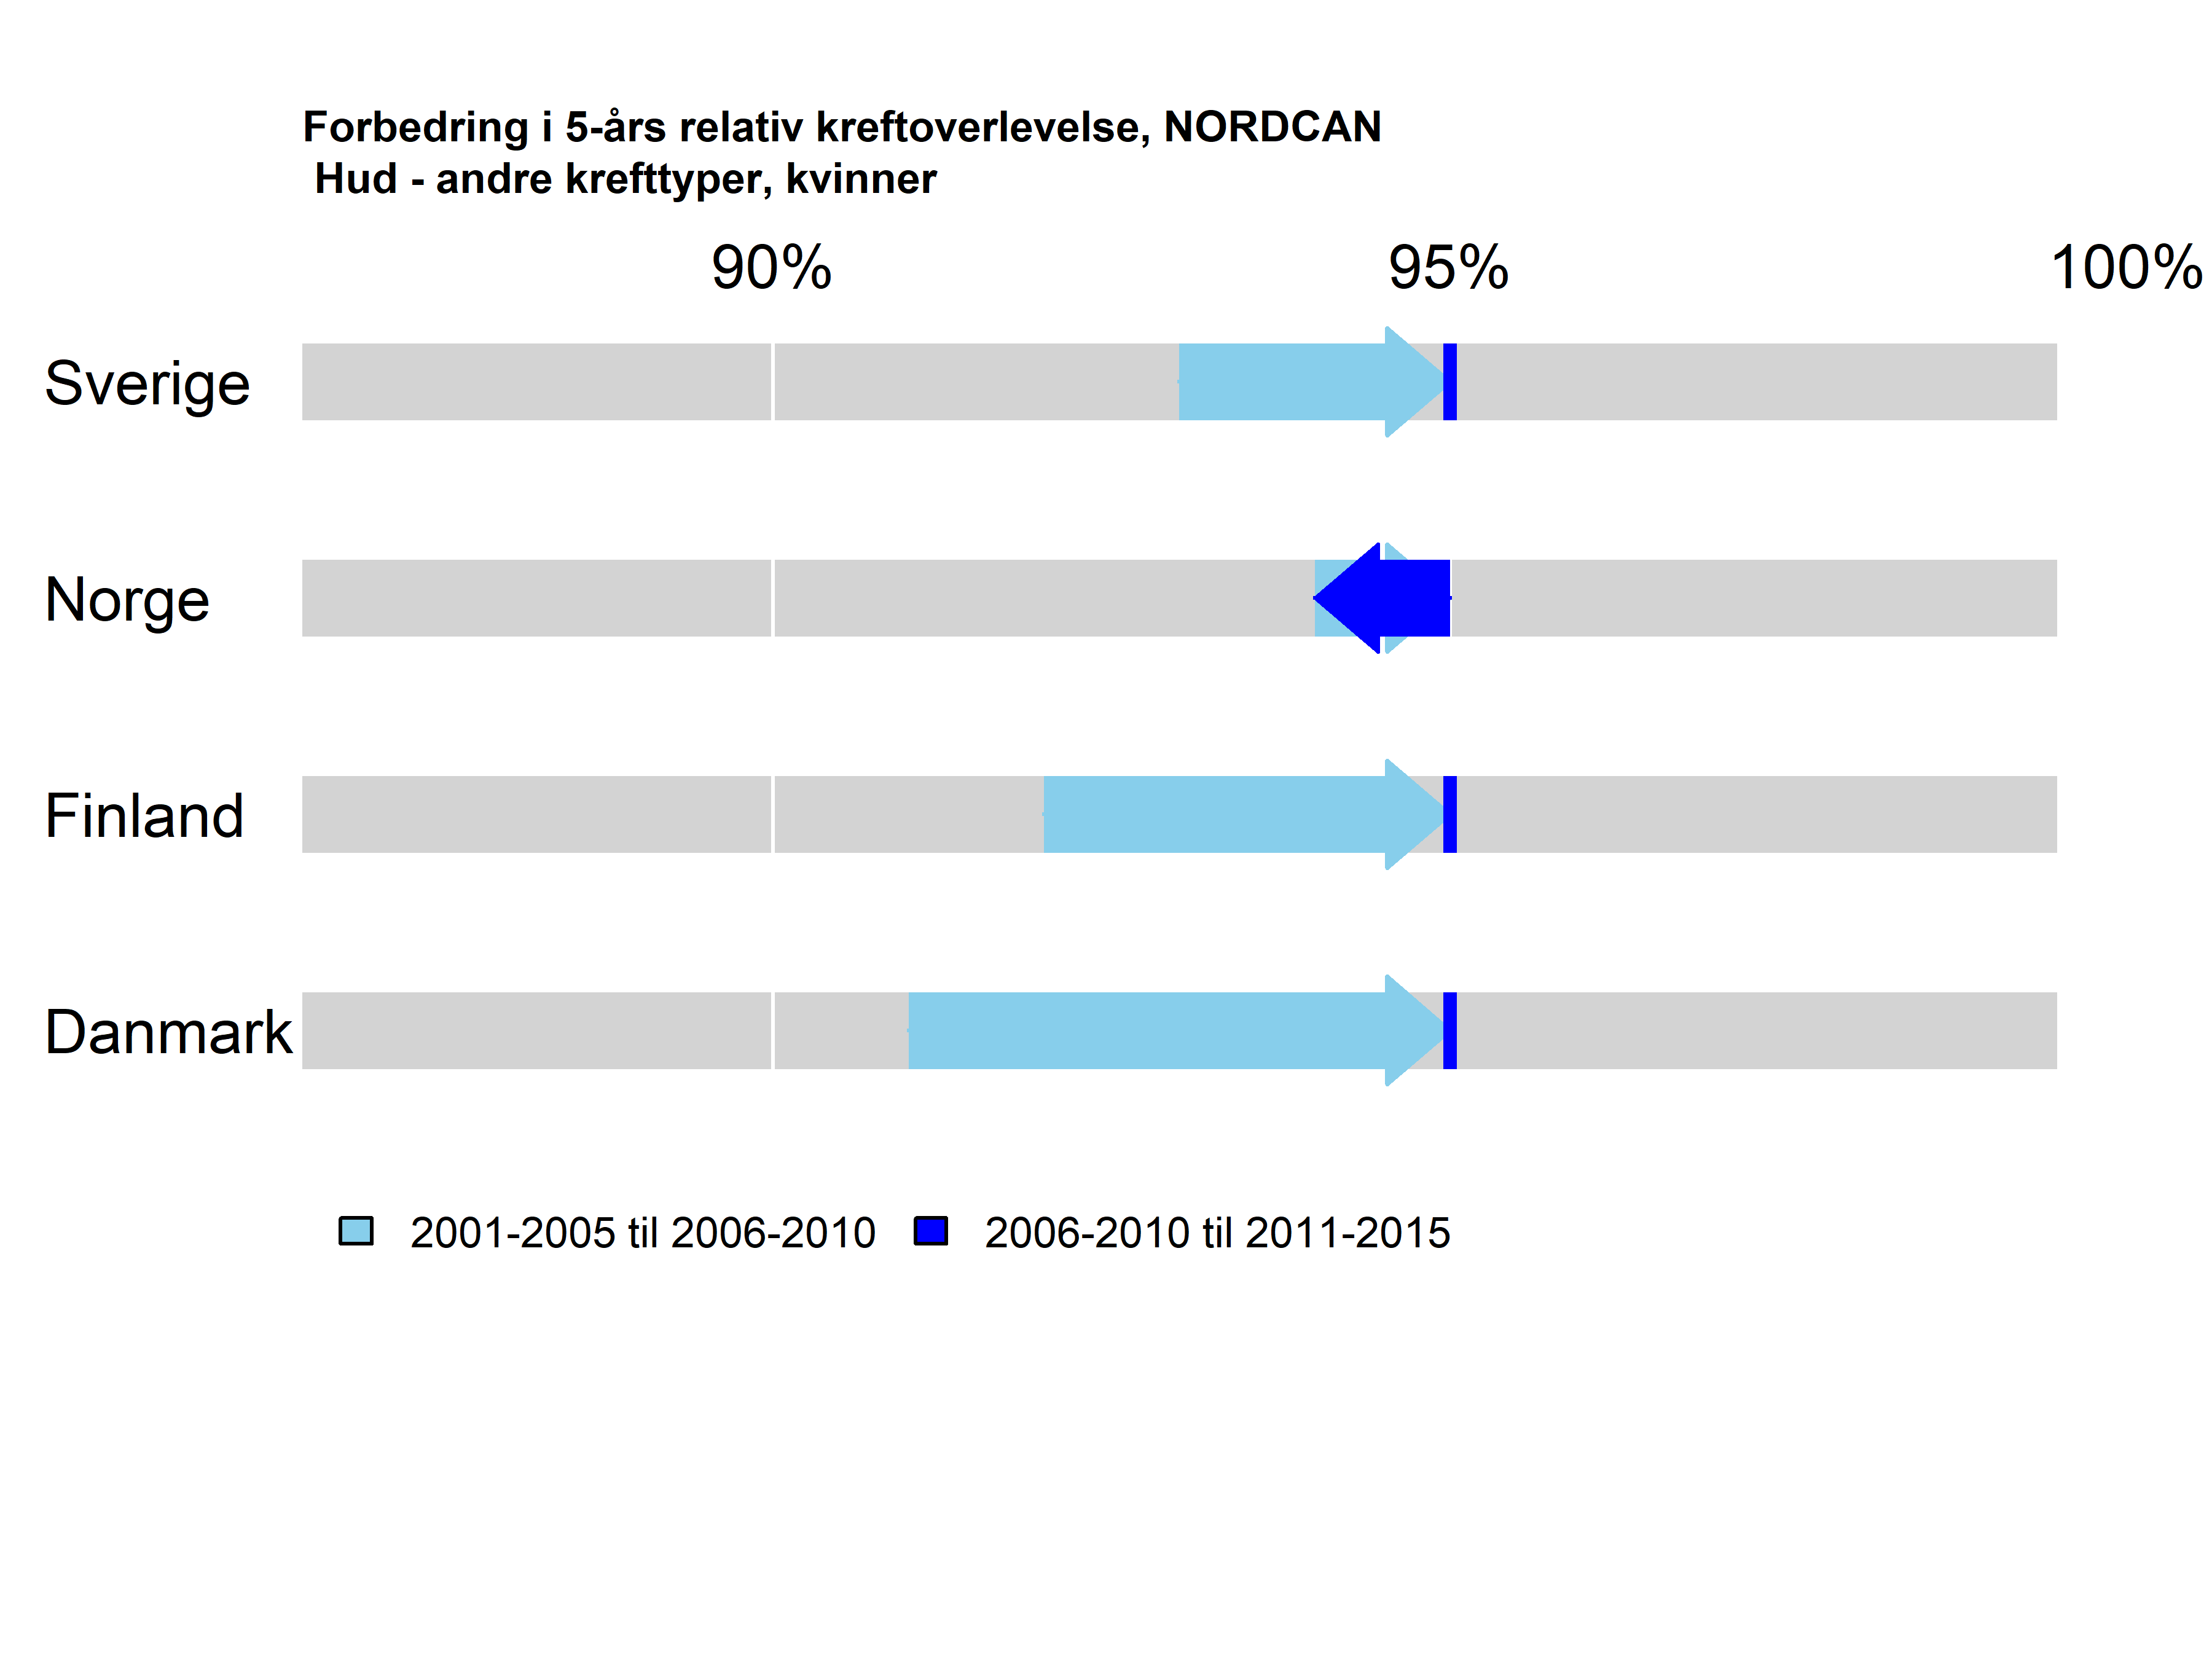 Forbedring i 5-års relativ kreftoverlevelse, NORDCAN
Hud - andre krefttyper, kvinner
90% 95% 100%
Sverige
Norge
Finland
Danmark
2001-2005 til 2006-2010 2006-2010 til 2011-2015